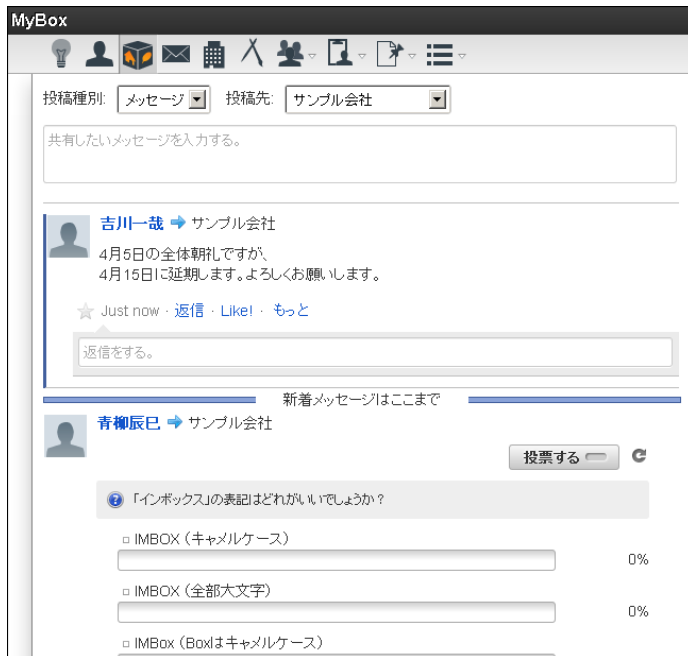 MyBox
投稿種別: メッセージ 投稿先: サンプル会社
共有したいメッセージを入力する。
吉川一哉 サンプル会社
4月5日の全体朝礼ですが、
4月15日に延期します。よろしくお願いします。
Just now · 返信 · Like! · もっと
返信をする。
新着メッセージはここまで
青柳辰巳 サンプル会社
投票する
「インボックス」の表記はどれがいいでしょうか？
IMBOX （キャメルケース）
0%
IMBOX （全部大文字）
0%
IMBox （Boxはキャメルケース）